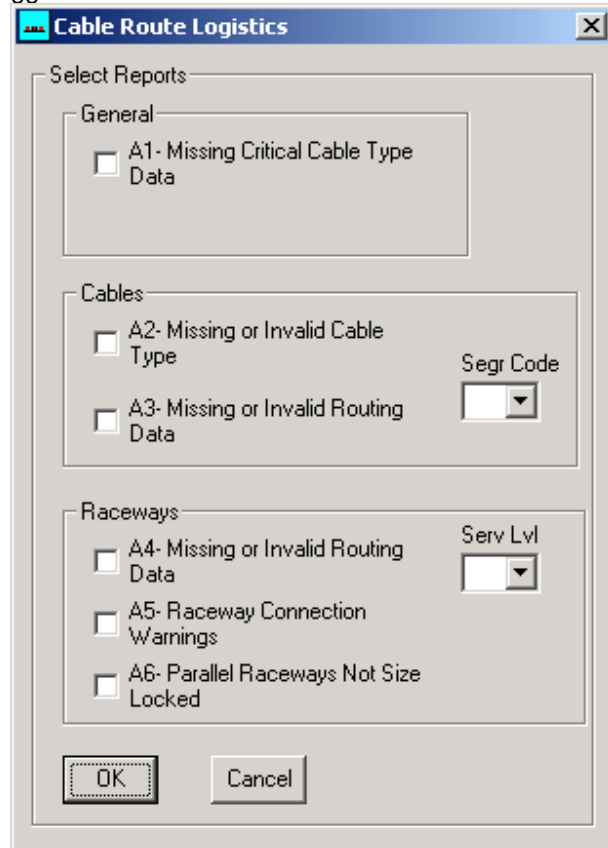 Cable Route Logistics
Select Reports
General
A1- Missing Critical Cable Type
Data
Cables
A2- Missing or Invalid Cable
Type
Segr Code
A3- Missing or Invalid Routing
Data
Raceways
Serv Lvl
A4- Missing or Invalid Routing
Data
A5- Raceway Connection
Warnings
A6- Parallel Raceways Not Size
Locked
OK
Cancel